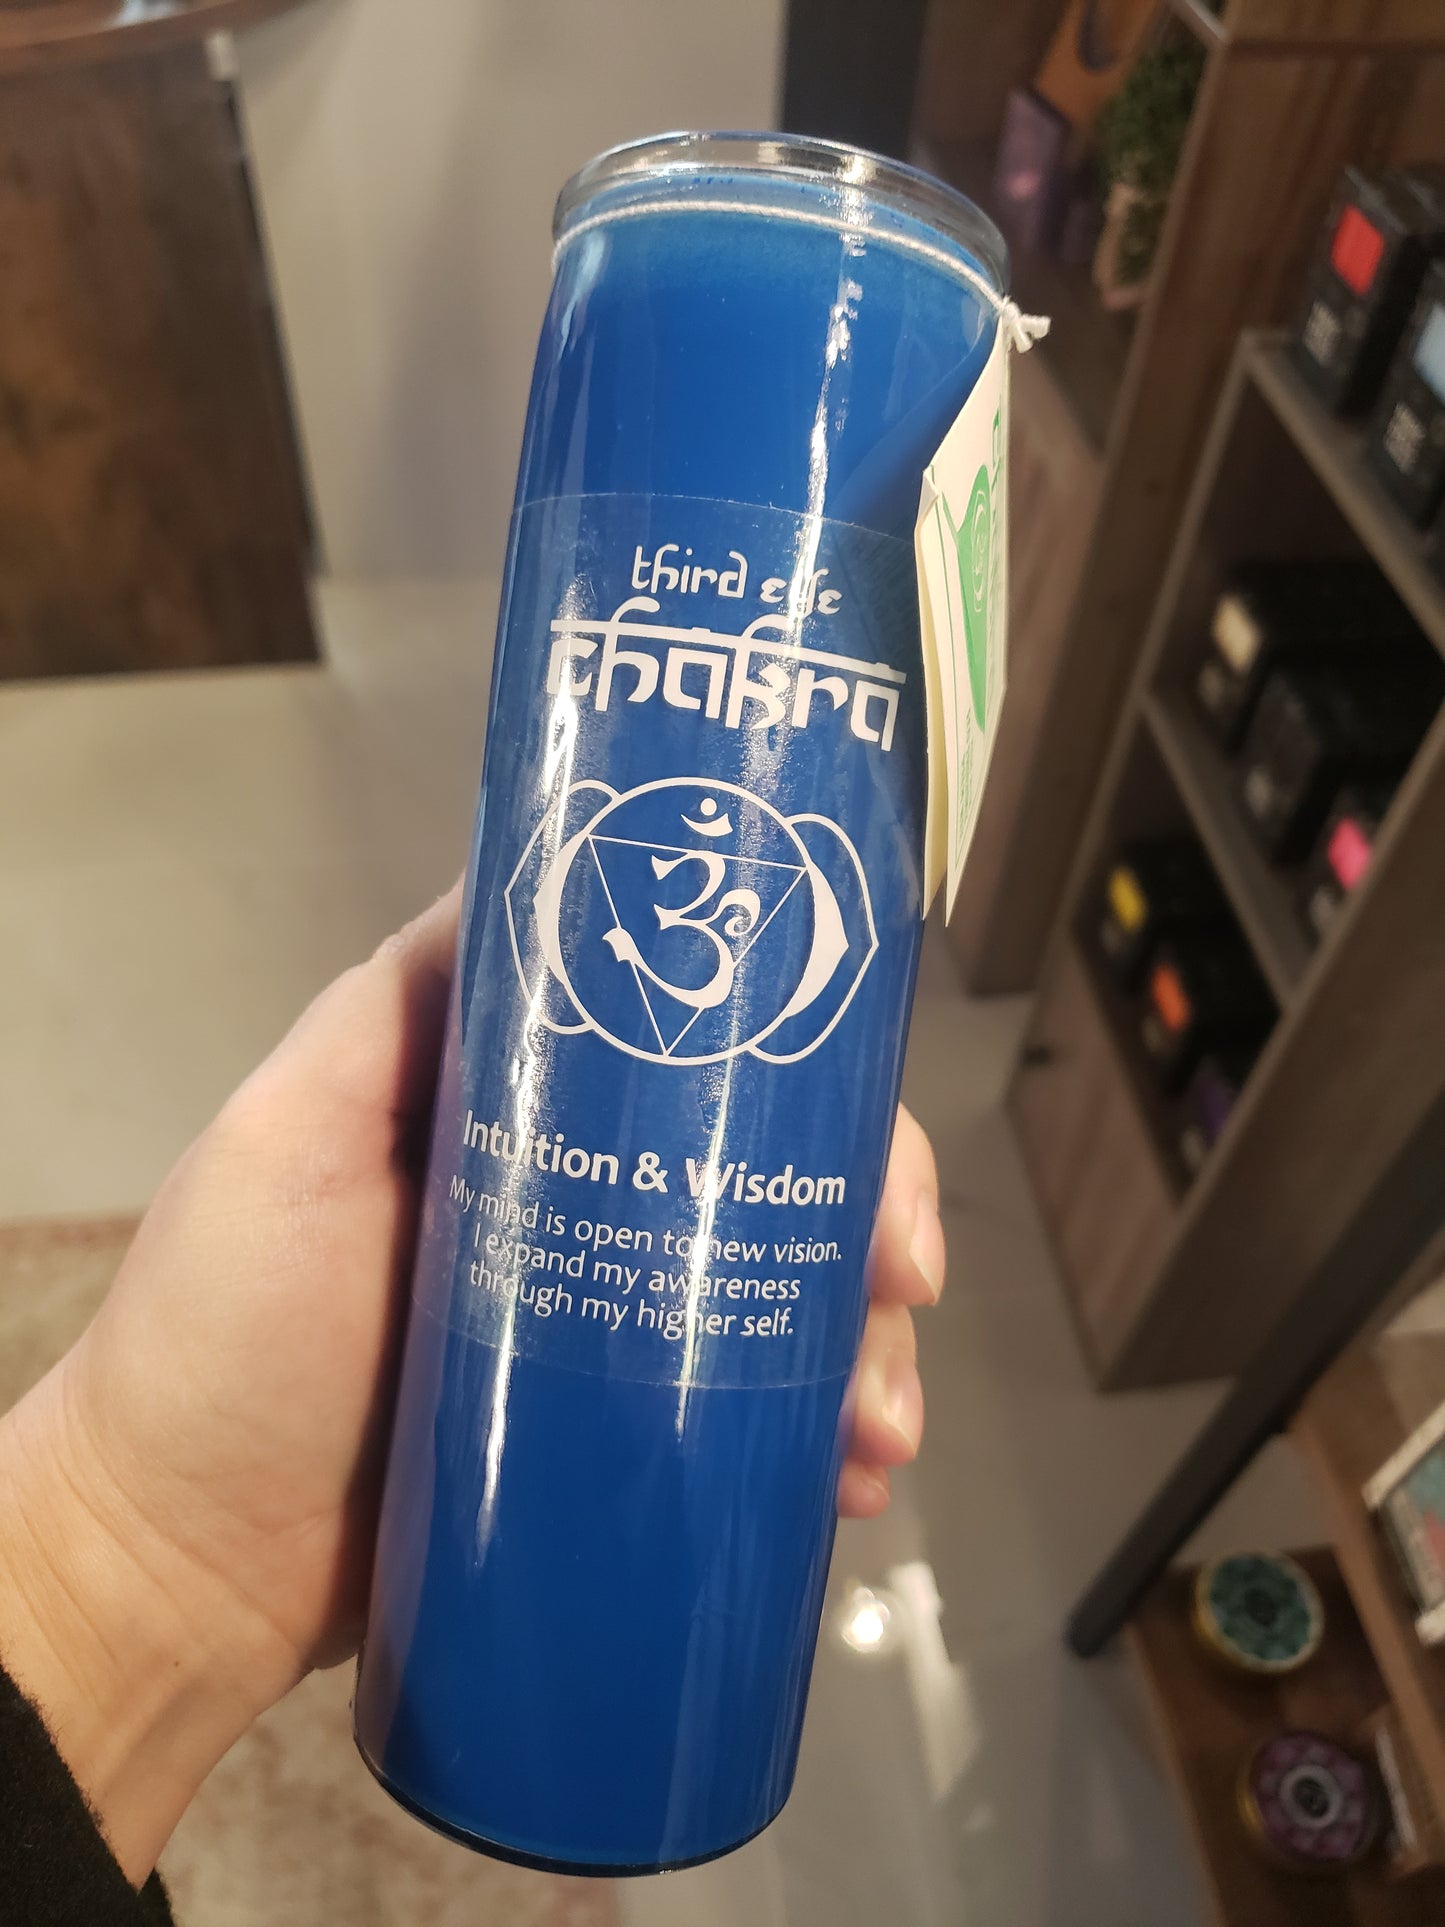 third eye
chakra
ॐ
Intuition & Wisdom
My mind is open to new vision.
I expand my awareness
through my higher self.